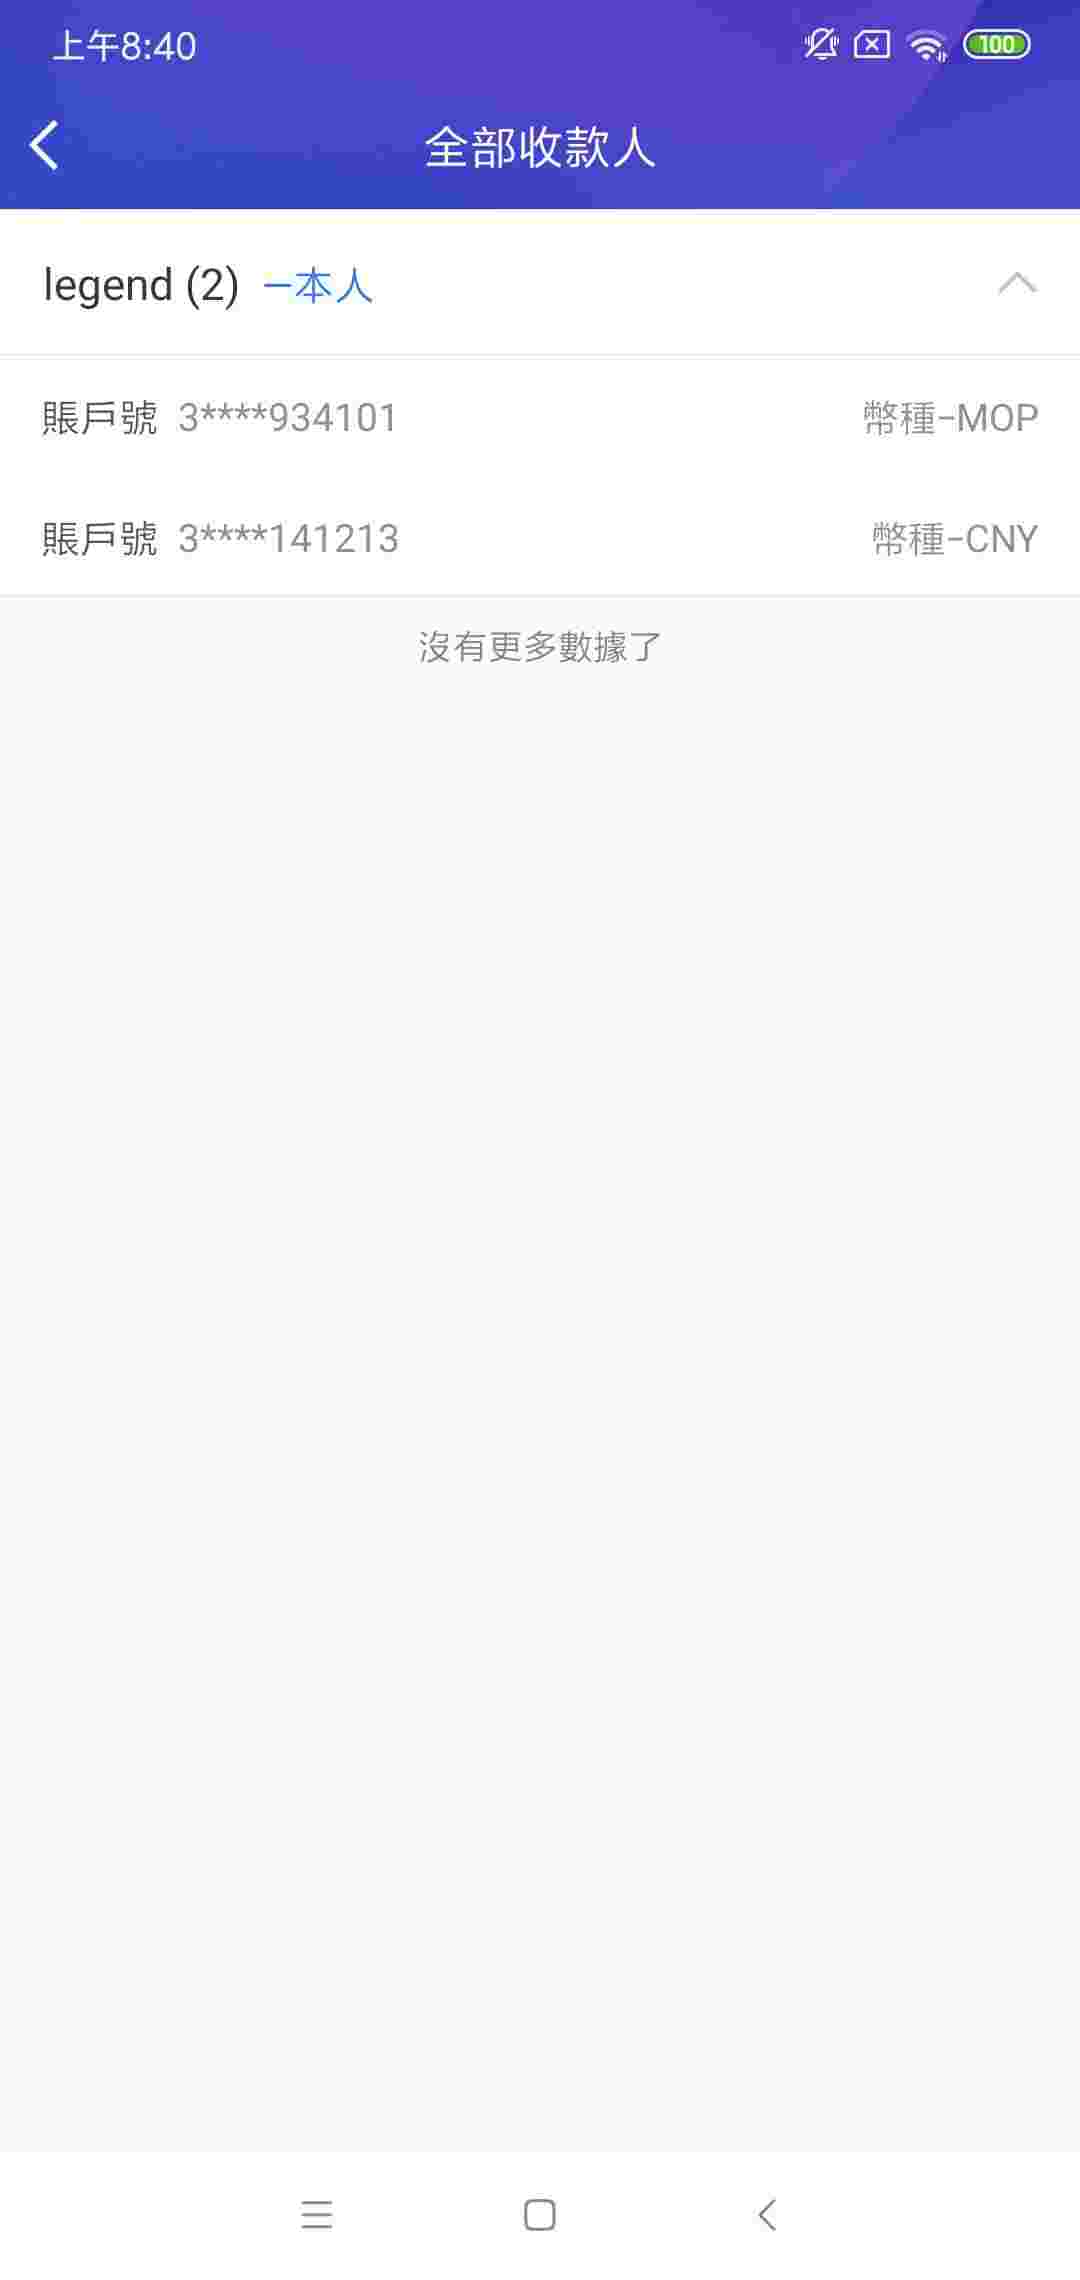 上午8:40
100
全部收款人
legend (2) –本人
賬戶號 3****934101 幣種-MOP
賬戶號 3****141213 幣種-CNY
沒有更多數據了